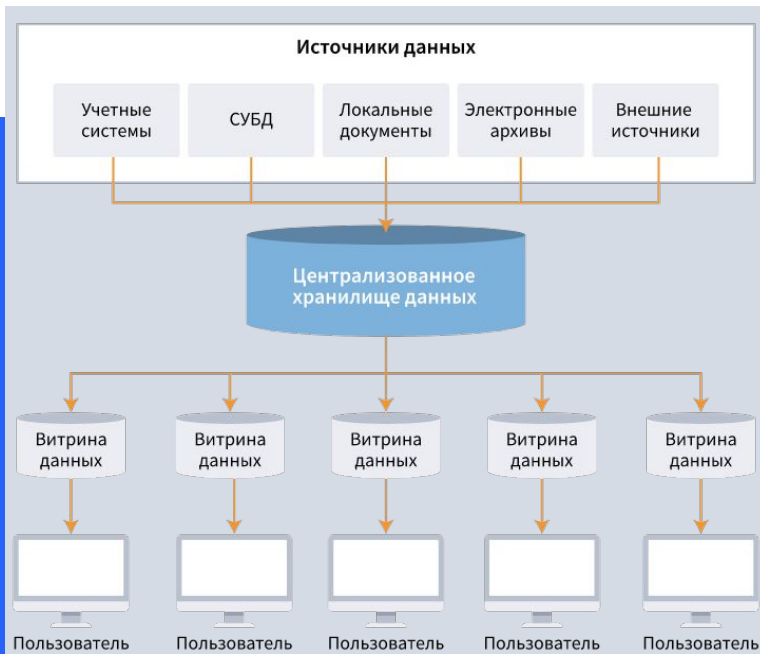 Источники данных
Учетные
системы
СУБД
Локальные
документы
Электронные
архивы
Внешние
источники
Централизованное
хранилище данных
Витрина
данных
Витрина
данных
Витрина
данных
Витрина
данных
Витрина
данных
Пользователь
Пользователь
Пользователь
Пользователь
Пользователь